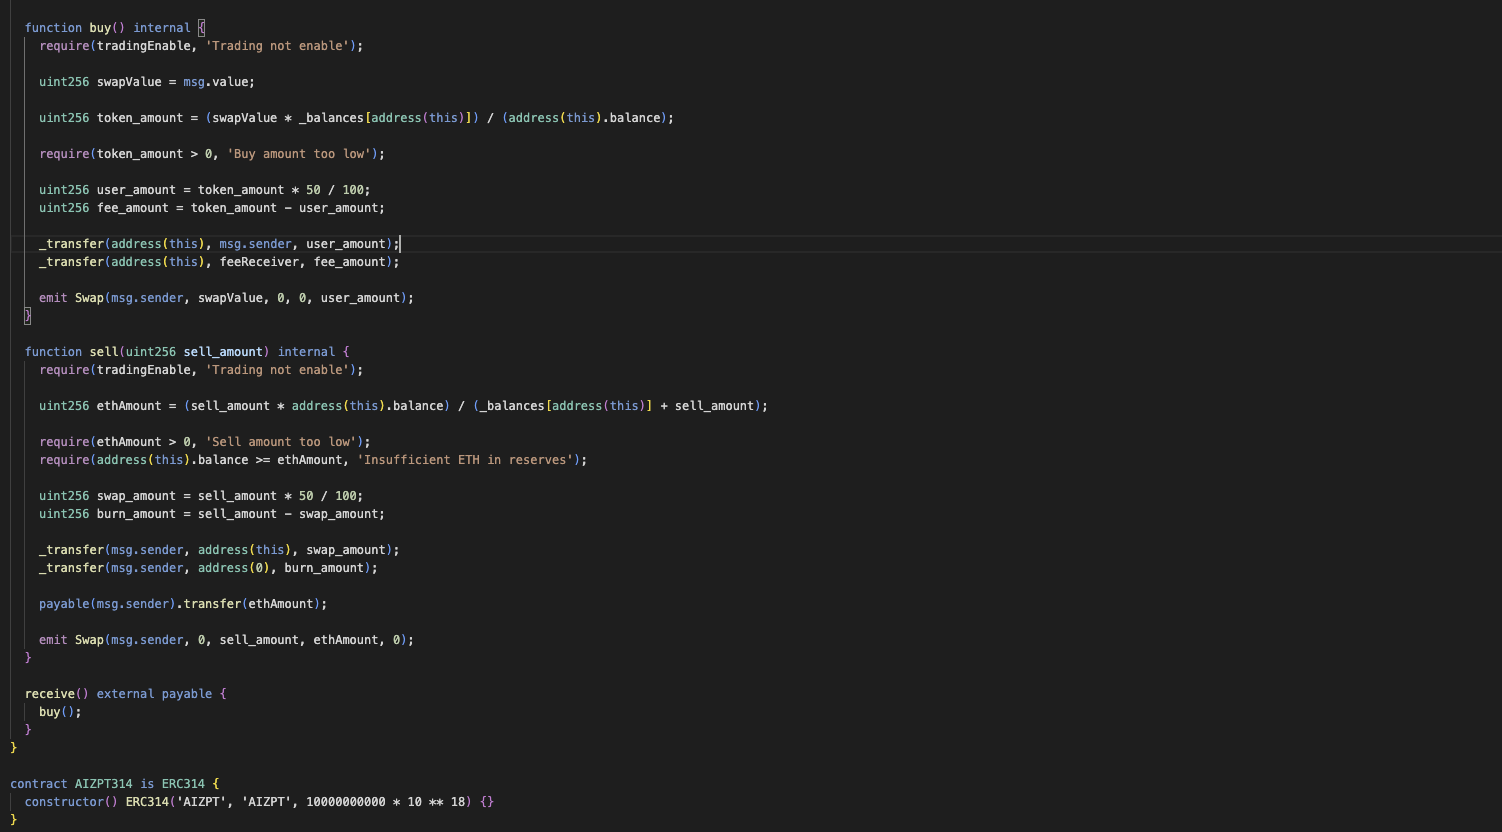 function buy() internal {
require(tradingEnable, 'Trading not enable');
uint256 swapValue = msg.value;
uint256 token_amount = (swapValue * _balances[address(this)]) / (address(this).balance);
require(token_amount > 0, 'Buy amount too low');
uint256 user_amount = token_amount * 50 / 100;
uint256 fee_amount = token_amount - user_amount;
_transfer(address(this), msg.sender, user_amount);
_transfer(address(this), feeReceiver, fee_amount);
emit Swap(msg.sender, swapValue, 0, 0, user_amount);
}
function sell(uint256 sell_amount) internal {
require(tradingEnable, 'Trading not enable');
uint256 ethAmount = (sell_amount * address(this).balance) / (_balances[address(this)] + sell_amount);
require(ethAmount > 0, 'Sell amount too low');
require(address(this).balance >= ethAmount, 'Insufficient ETH in reserves');
uint256 swap_amount = sell_amount * 50 / 100;
uint256 burn_amount = sell_amount - swap_amount;
_transfer(msg.sender, address(this), swap_amount);
_transfer(msg.sender, address(0), burn_amount);
payable(msg.sender).transfer(ethAmount);
emit Swap(msg.sender, 0, sell_amount, ethAmount, 0);
}
receive() external payable {
buy();
}
}
contract AIZPT314 is ERC314 {
constructor() ERC314('AIZPT', 'AIZPT', 10000000000 * 10 ** 18) {}
}